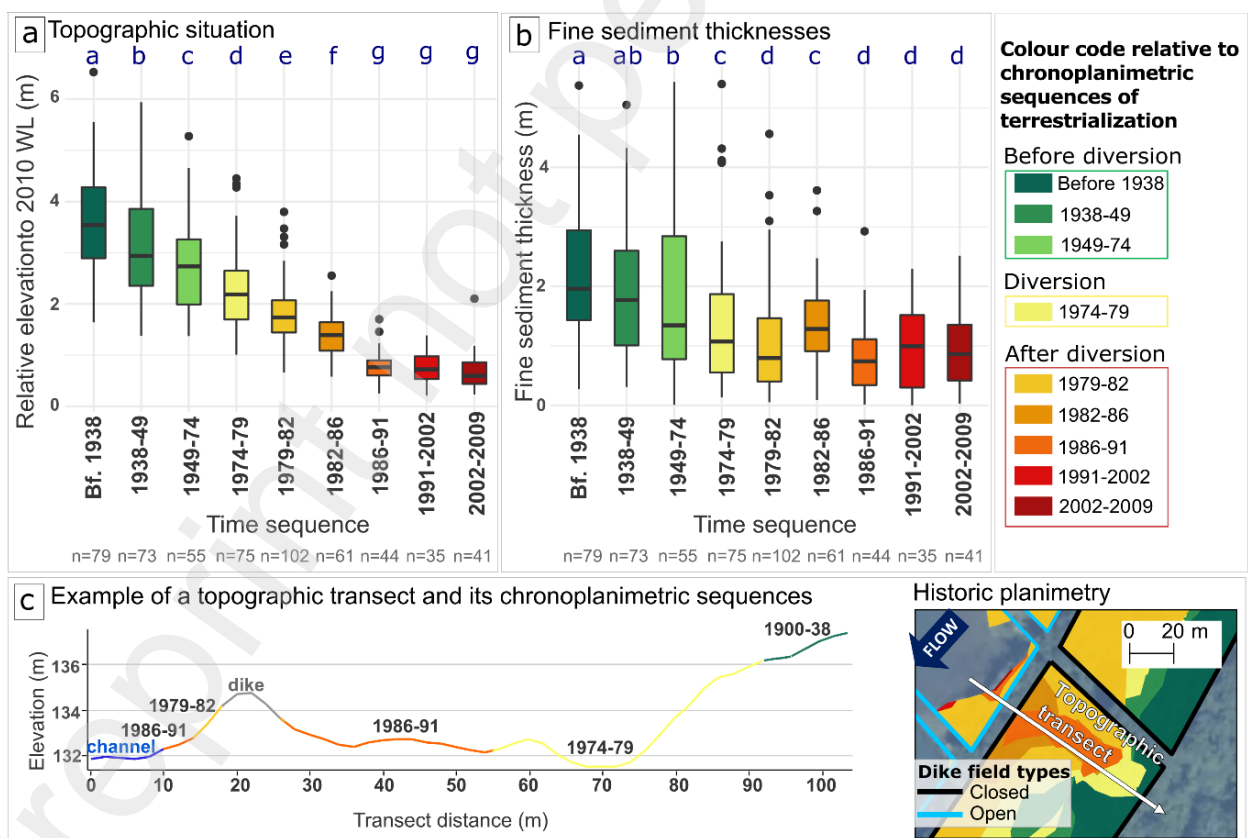 a Topographic situation
a b c d e f g g g
Relative elevationto 2010 WL (m)
6
4
2
0
Bf. 1938
1938-49
1949-74
1974-79
1979-82
1982-86
1986-91
1991-2002
2002-2009
Time sequence
n=79 n=73 n=55 n=75 n=102 n=61 n=44 n=35 n=41
b Fine sediment thicknesses
a ab b c d c d d d
Fine sediment thickness (m)
4
2
0
Bf. 1938
1938-49
1949-74
1974-79
1979-82
1982-86
1986-91
1991-2002
2002-2009
Time sequence
n=79 n=73 n=55 n=75 n=102 n=61 n=44 n=35 n=41
Colour code relative to
chronoplanimetric
sequences of
terrestrialization
Before diversion
Before 1938
1938-49
1949-74
Diversion
1974-79
After diversion
1979-82
1982-86
1986-91
1991-2002
2002-2009
c Example of a topographic transect and its chronoplanimetric sequences
Elevation (m)
136
134
132
channel
1986-91
1979-82
dike
1986-91
1974-79
1900-38
0 10 20 30 40 50 60 70 80 90 100
Transect distance (m)
Historic planimetry
FLOW
0 20 m
Topographic
transect
Dike field types
Closed
Open